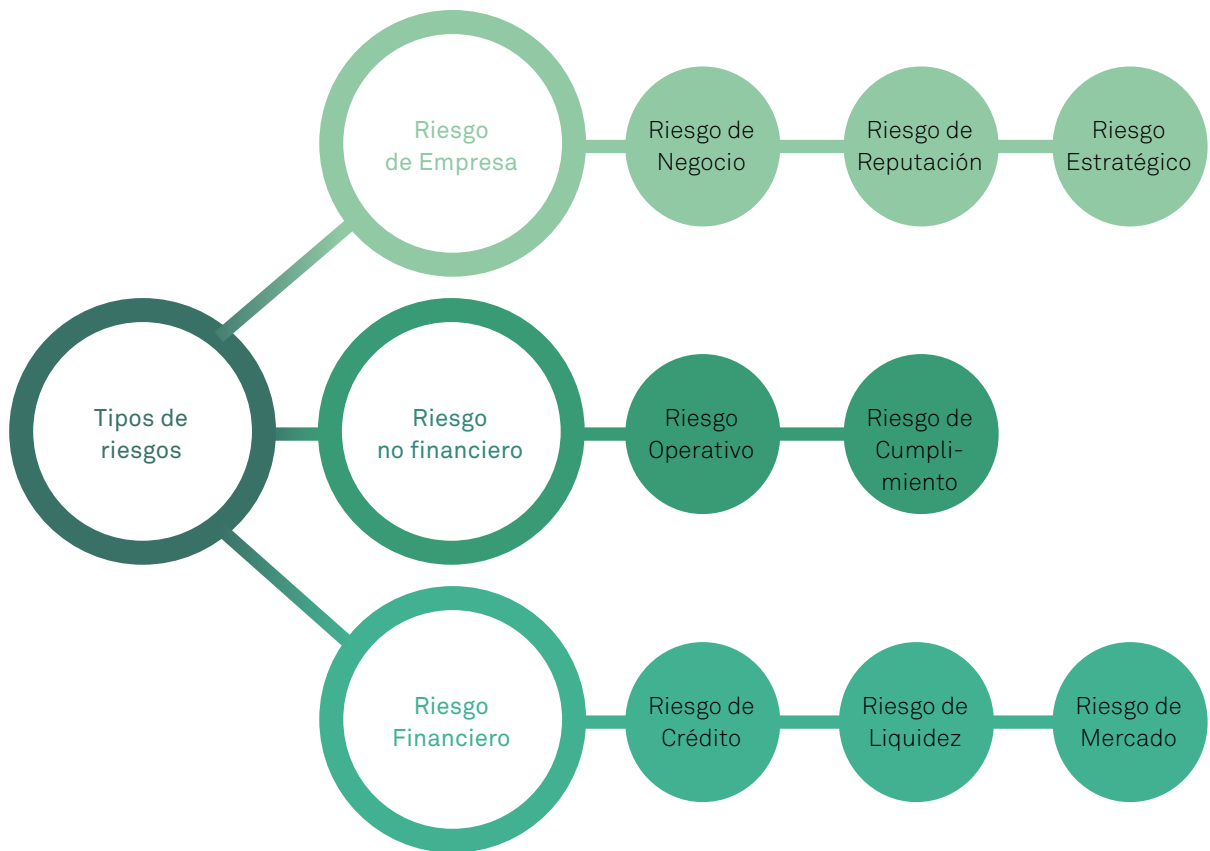 Riesgo
de Empresa
Riesgo de
Negocio
Riesgo de
Reputación
Riesgo
Estratégico
Tipos de
riesgos
Riesgo
no financiero
Riesgo
Operativo
Riesgo de
Cumpli-
miento
Riesgo
Financiero
Riesgo de
Crédito
Riesgo de
Liquidez
Riesgo de
Mercado